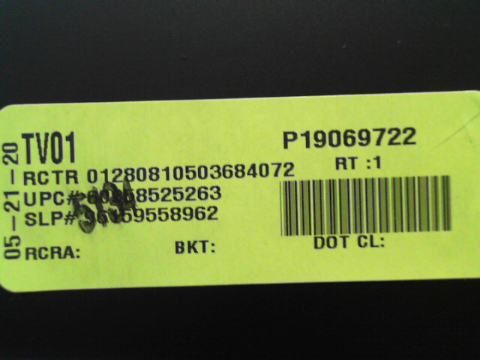 05-21-20
TV01
P19069722
RCTR 01280810503684072
RT :1
UPC#
SLP#
RCRA:
BKT:
DOT CL: